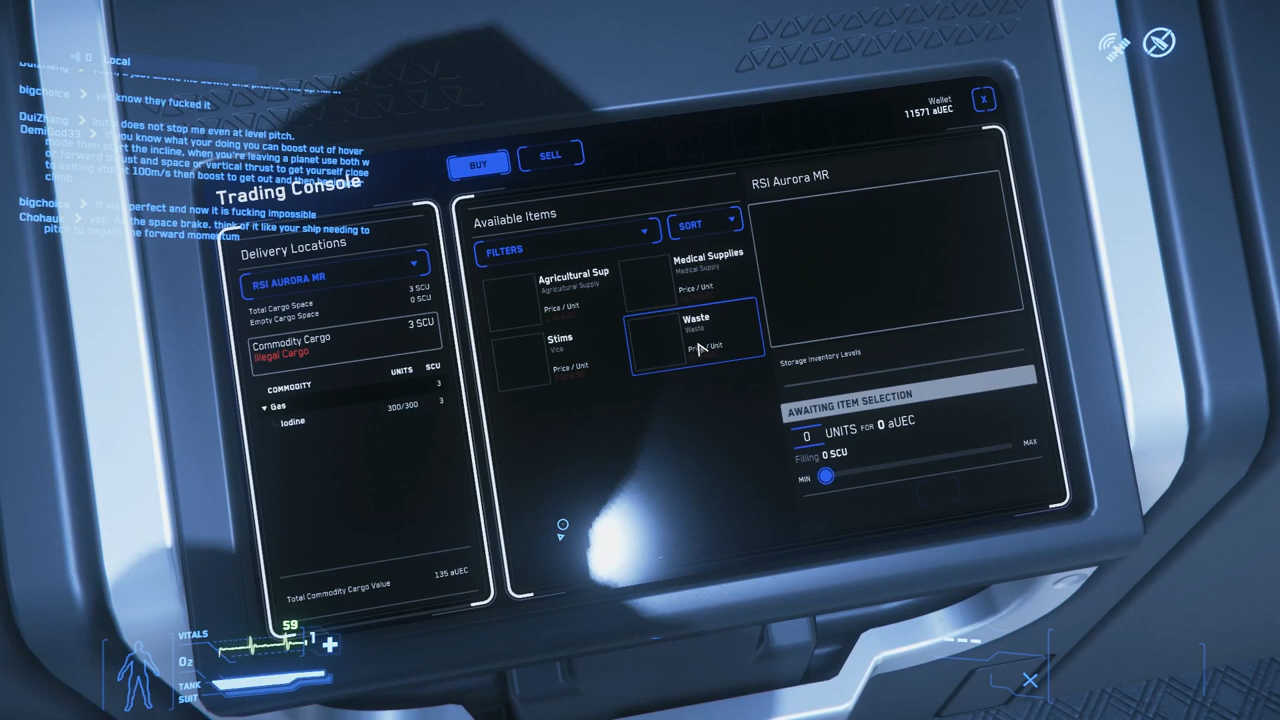 0 Local
bigchoice > ya i know they fucked it
DuiZhang > but does not stop me even at level pitch.
DemiGod33 > if you know what your doing you can boost out of hover
mode then start the incline, when you're leaving a planet use both w
or forward thrust and space or vertical thrust to get yourself close
to exiting vtol at 100m/s then boost to get out and then
climb
bigchoice > it was perfect and now it is fucking impossible
Chohauk > yep, it's the space brake. think of it like your ship needing to
pitch to negate the forward momentum
Trading Console
BUY
SELL
Wallet
11571 aUEC
X
Delivery Locations
RSI AURORA MR
Total Cargo Space 3 SCU
Empty Cargo Space 0 SCU
Commodity Cargo 3 SCU
Illegal Cargo
COMMODITY UNITS SCU
Gas 3
Iodine 300/300 3
Total Commodity Cargo Value 135 aUEC
Available Items
FILTERS
SORT
Agricultural Sup
Agricultural Supply
Price / Unit
Medical Supplies
Medical Supply
Price / Unit
Stims
Vice
Price / Unit
Waste
Waste
Price / Unit
RSI Aurora MR
Storage Inventory Levels
AWAITING ITEM SELECTION
0 UNITS FOR 0 aUEC
Filling 0 SCU
MIN
MAX
VITALS
59
1
O2
TANK
SUIT